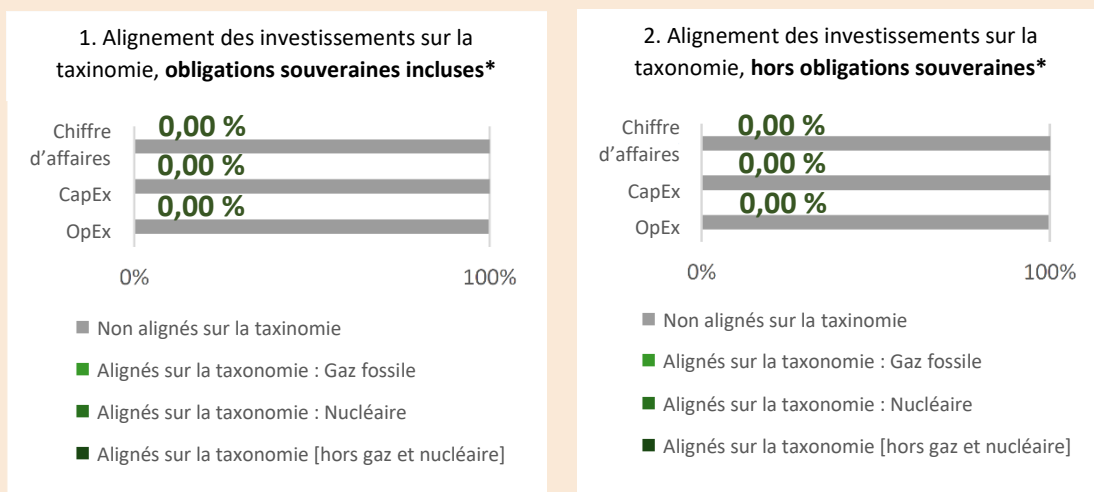 1. Alignement des investissements sur la
taxinomie, obligations souveraines incluses*
Chiffre
d’affaires
CapEx
OpEx
0,00 %
0,00 %
0,00 %
0%
100%
Non alignés sur la taxinomie
Alignés sur la taxonomie : Gaz fossile
Alignés sur la taxonomie : Nucléaire
Alignés sur la taxonomie [hors gaz et nucléaire]
2. Alignement des investissements sur la
taxonomie, hors obligations souveraines*
Chiffre
d’affaires
CapEx
OpEx
0,00 %
0,00 %
0,00 %
0%
100%
Non alignés sur la taxinomie
Alignés sur la taxonomie : Gaz fossile
Alignés sur la taxonomie : Nucléaire
Alignés sur la taxonomie [hors gaz et nucléaire]